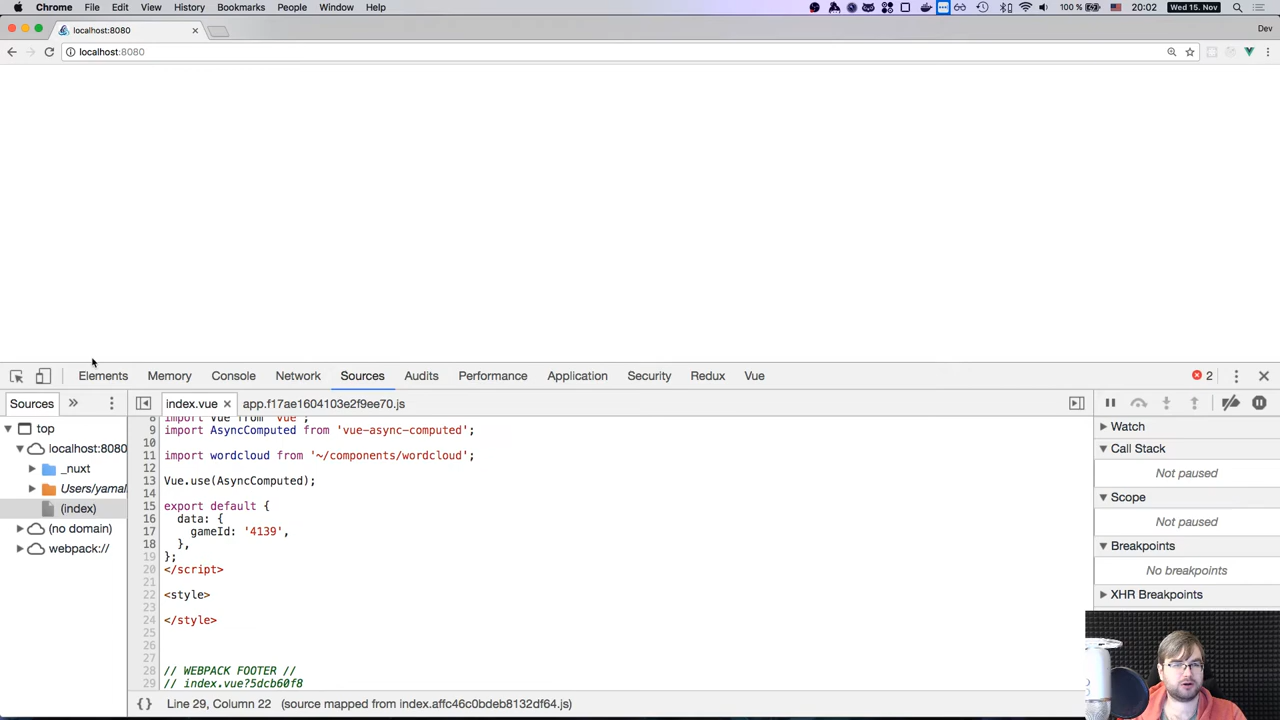 Chrome File Edit View History Bookmarks People Window Help 100 % 20:02 Wed 15. Nov
localhost:8080 Dev
localhost:8080
Elements Memory Console Network Sources Audits Performance Application Security Redux Vue 2
Sources index.vue app.f17ae1604103e2f9ee70.js
top
localhost:8080
_nuxt
Users/yamal
(index)
(no domain)
webpack://
8 import Vue from 'vue';
9 import AsyncComputed from 'vue-async-computed';
10
11 import wordcloud from '~/components/wordcloud';
12
13 Vue.use(AsyncComputed);
14
15 export default {
16 data: {
17 gameId: '4139',
18 },
19 };
20 </script>
21
22 <style>
23
24 </style>
25
26
27
28 // WEBPACK FOOTER //
29 // index.vue?5dcb60f8
{} Line 29, Column 22 (source mapped from index.affc46c0bdeb8132df64.js)
Watch
Call Stack
Not paused
Scope
Not paused
Breakpoints
No breakpoints
XHR Breakpoints